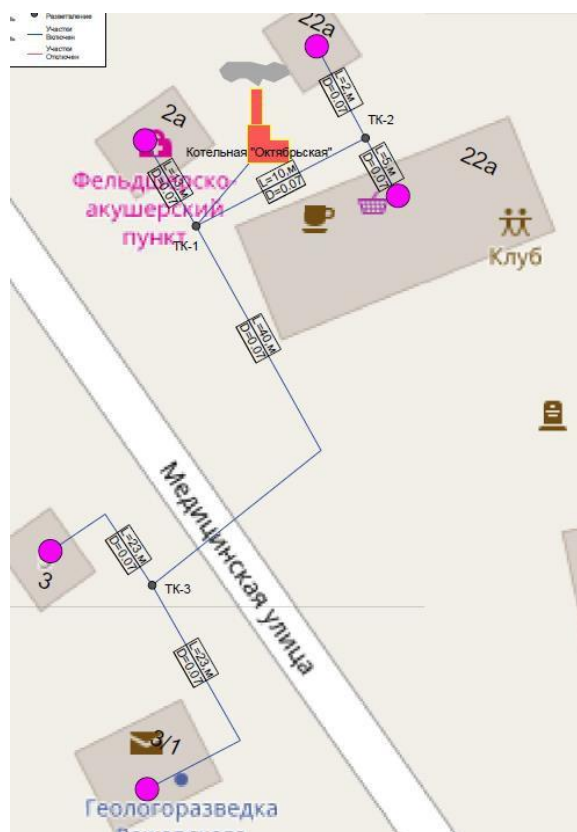 Разветвление
Участки
Включен
Участки
Отключен
22а
L=2,м
D=0.07
ТК-2
2а
Котельная "Октябрьская"
22а
L=5,м
D=0.07
L=10,м
D=0.07
D=0.07
Фельдшерско-
акушерский
пункт
ТК-1
Клуб
L=40,м
D=0.07
Медицинская улица
L=23,м
D=0.07
3
ТК-3
L=23,м
D=0.07
3/1
Геологоразведка